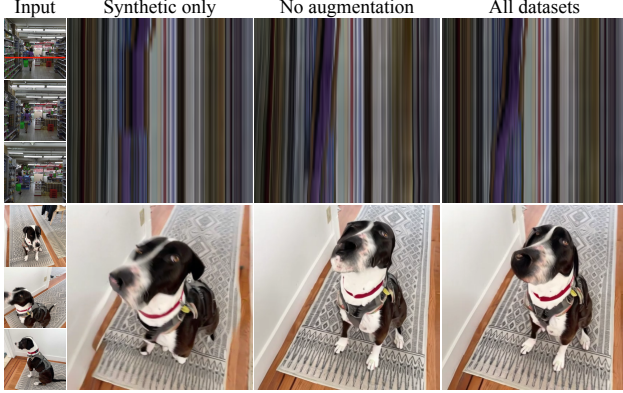 Input
Synthetic only
No augmentation
All datasets